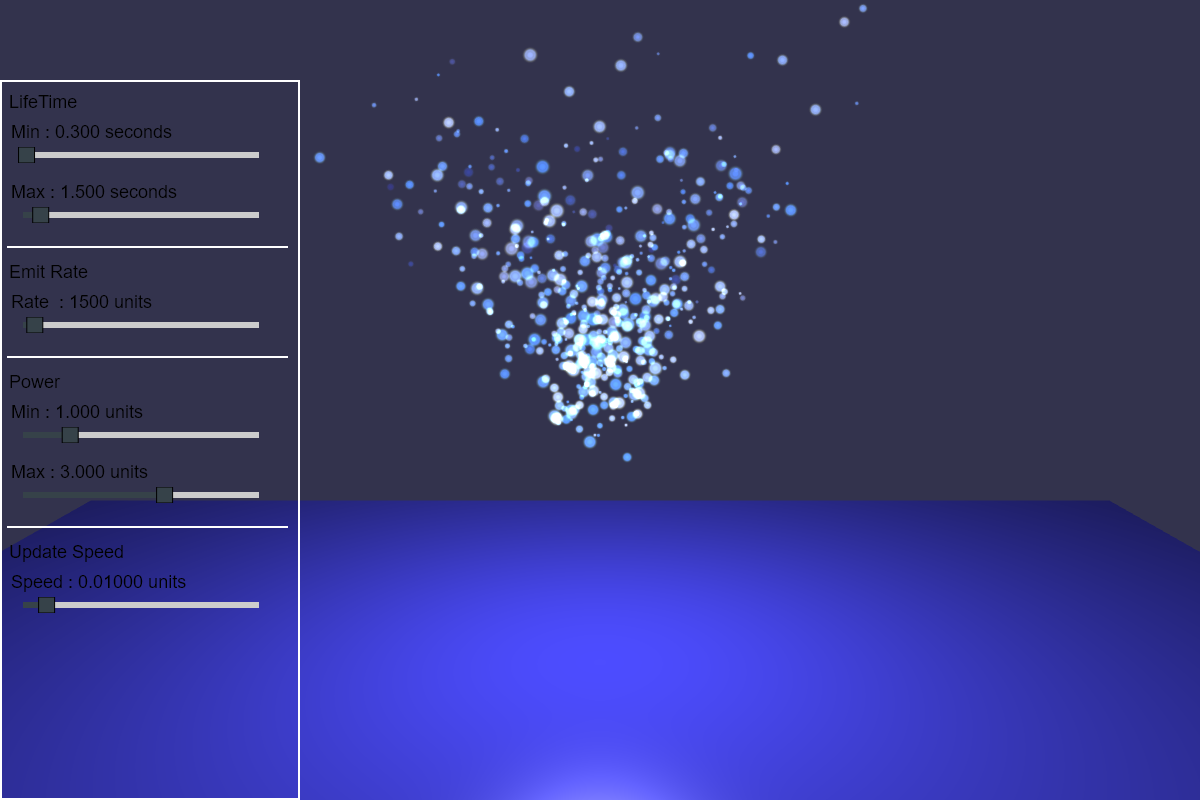 LifeTime
Min : 0.300 seconds
Max : 1.500 seconds
Emit Rate
Rate  : 1500 units
Power
Min : 1.000 units
Max : 3.000 units
Update Speed
Speed : 0.01000 units